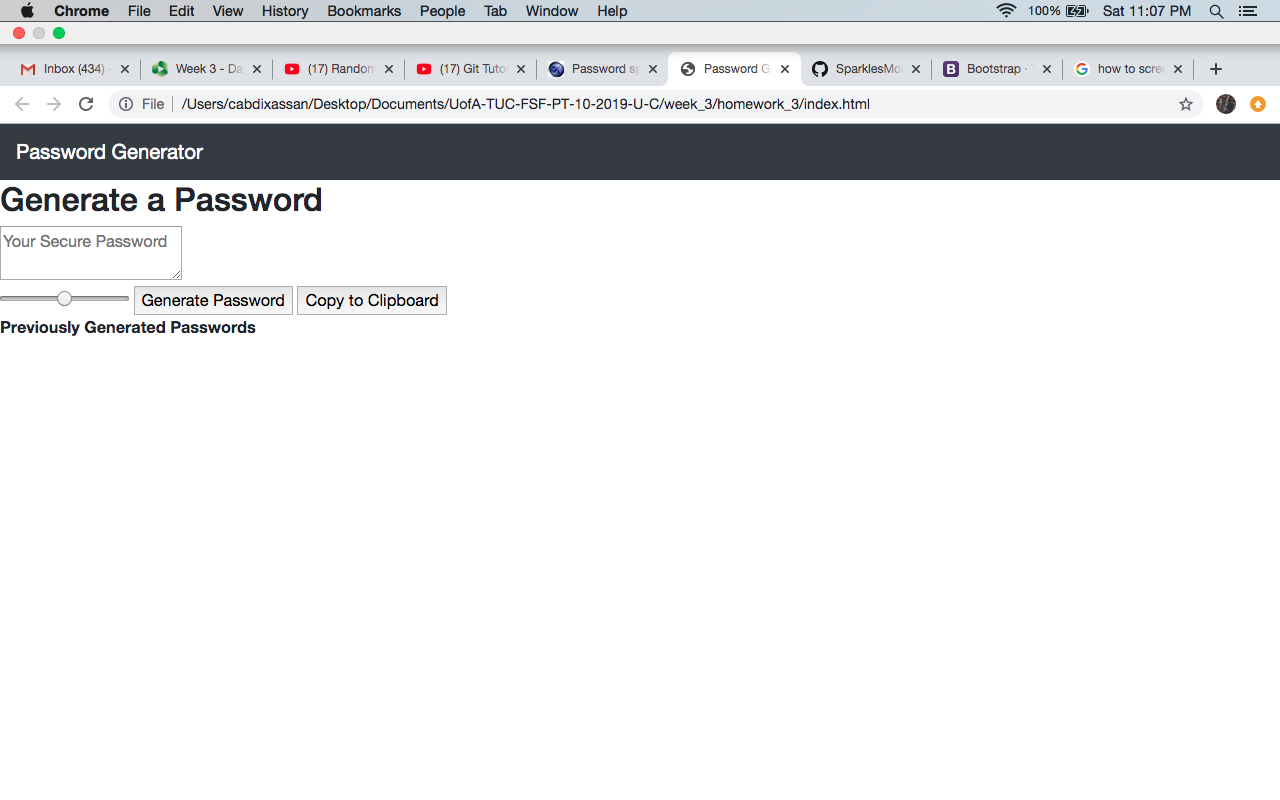 Chrome File Edit View History Bookmarks People Tab Window Help 100% Sat 11:07 PM
Inbox (434) Week 3 - Da (17) Random (17) Git Tuto Password sp Password G SparklesMo Bootstrap · how to scre
File /Users/cabdixassan/Desktop/Documents/UofA-TUC-FSF-PT-10-2019-U-C/week_3/homework_3/index.html
Password Generator
Generate a Password
Your Secure Password
Generate Password Copy to Clipboard
Previously Generated Passwords